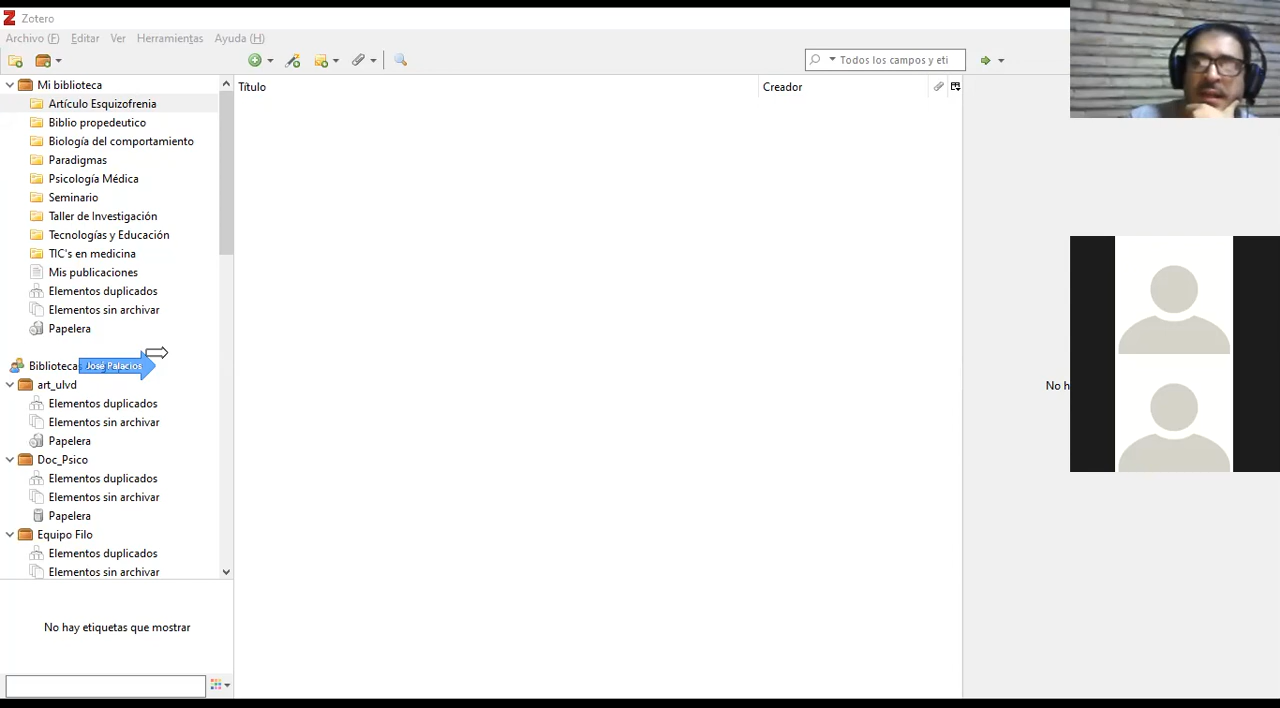 Zotero
Archivo (F) Editar Ver Herramientas Ayuda (H)
Todos los campos y eti
Mi biblioteca
Artículo Esquizofrenia
Biblio propedeutico
Biología del comportamiento
Paradigmas
Psicología Médica
Seminario
Taller de Investigación
Tecnologías y Educación
TIC's en medicina
Mis publicaciones
Elementos duplicados
Elementos sin archivar
Papelera
Biblioteca José Palacios
art_ulvd
Elementos duplicados
Elementos sin archivar
Papelera
Doc_Psico
Elementos duplicados
Elementos sin archivar
Papelera
Equipo Filo
Elementos duplicados
Elementos sin archivar
No hay etiquetas que mostrar
Título Creador
No h